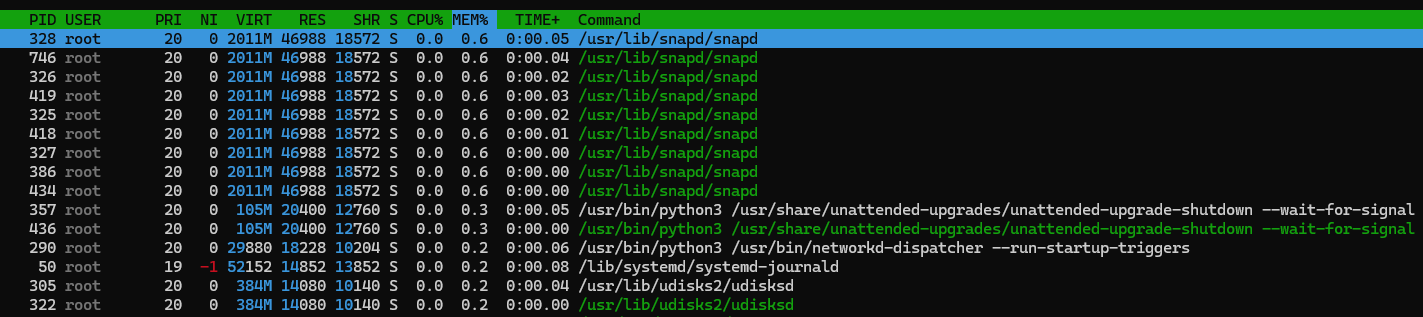 PID USER PRI NI VIRT RES SHR S CPU% MEM% TIME+ Command
328 root 20 0 2011M 46988 18572 S 0.0 0.6 0:00.05 /usr/lib/snapd/snapd
746 root 20 0 2011M 46988 18572 S 0.0 0.6 0:00.04 /usr/lib/snapd/snapd
326 root 20 0 2011M 46988 18572 S 0.0 0.6 0:00.02 /usr/lib/snapd/snapd
419 root 20 0 2011M 46988 18572 S 0.0 0.6 0:00.03 /usr/lib/snapd/snapd
325 root 20 0 2011M 46988 18572 S 0.0 0.6 0:00.02 /usr/lib/snapd/snapd
418 root 20 0 2011M 46988 18572 S 0.0 0.6 0:00.01 /usr/lib/snapd/snapd
327 root 20 0 2011M 46988 18572 S 0.0 0.6 0:00.00 /usr/lib/snapd/snapd
386 root 20 0 2011M 46988 18572 S 0.0 0.6 0:00.00 /usr/lib/snapd/snapd
434 root 20 0 2011M 46988 18572 S 0.0 0.6 0:00.00 /usr/lib/snapd/snapd
357 root 20 0 105M 20400 12760 S 0.0 0.3 0:00.05 /usr/bin/python3 /usr/share/unattended-upgrades/unattended-upgrade-shutdown --wait-for-signal
436 root 20 0 105M 20400 12760 S 0.0 0.3 0:00.00 /usr/bin/python3 /usr/share/unattended-upgrades/unattended-upgrade-shutdown --wait-for-signal
290 root 20 0 29880 18228 10204 S 0.0 0.2 0:00.06 /usr/bin/python3 /usr/bin/networkd-dispatcher --run-startup-triggers
50 root 19 -1 52152 14852 13852 S 0.0 0.2 0:00.08 /lib/systemd/systemd-journald
305 root 20 0 384M 14080 10140 S 0.0 0.2 0:00.04 /usr/lib/udisks2/udisksd
322 root 20 0 384M 14080 10140 S 0.0 0.2 0:00.00 /usr/lib/udisks2/udisksd